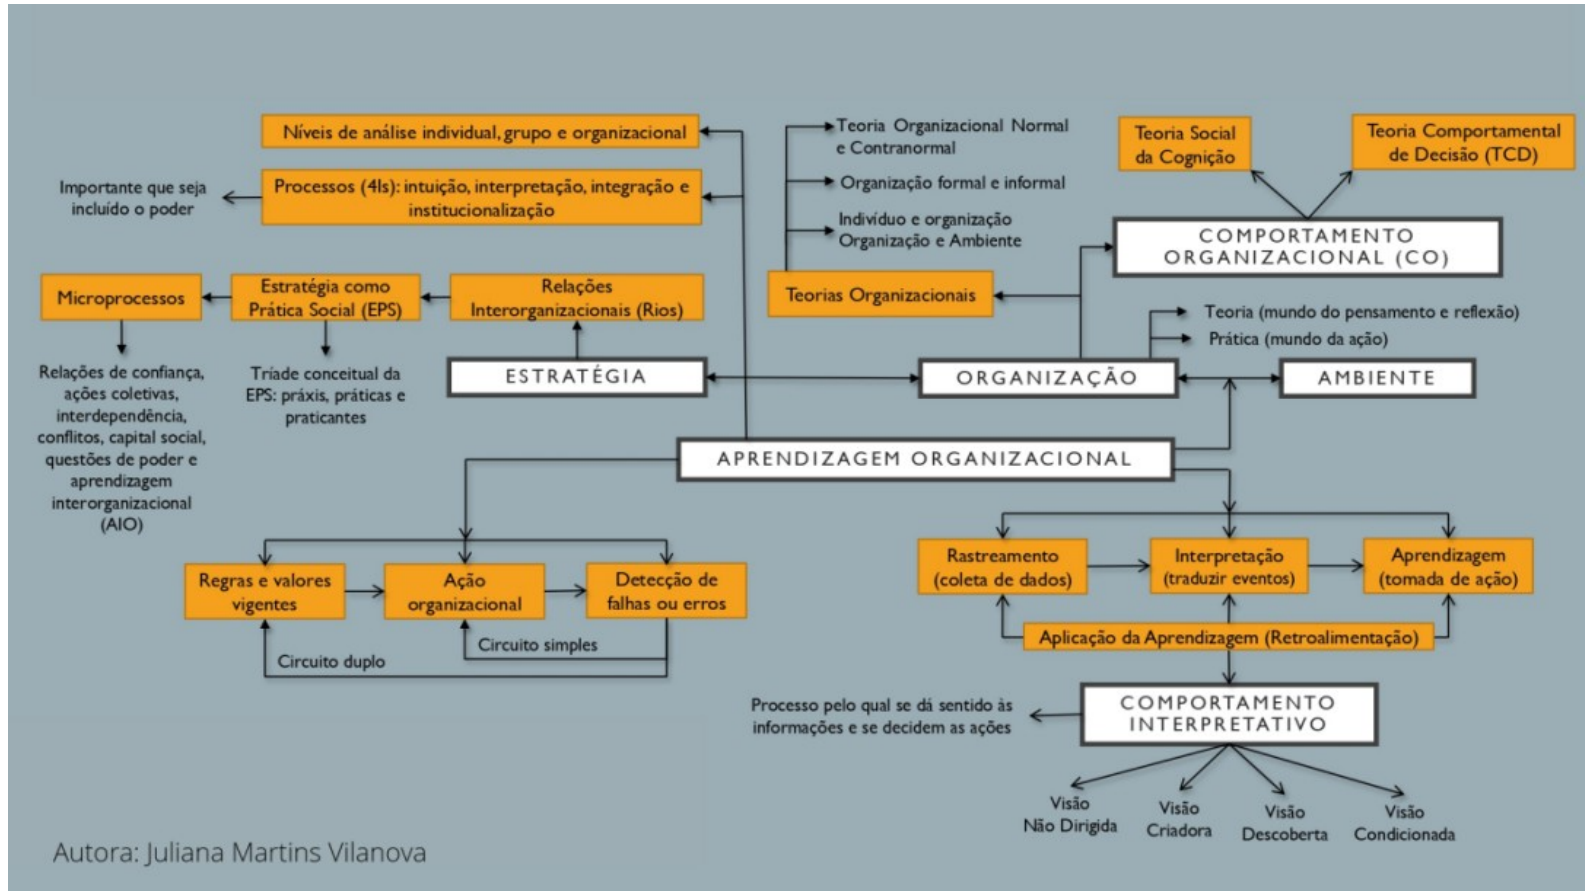 Níveis de análise individual, grupo e organizacional
Processos (4Is): intuição, interpretação, integração e
institucionalização
Importante que seja
incluído o poder
Teoria Organizacional Normal
e Contranormal
Organização formal e informal
Indivíduo e organização
Organização e Ambiente
Teorias Organizacionais
Teoria Social
da Cognição
Teoria Comportamental
de Decisão (TCD)
COMPORTAMENTO
ORGANIZACIONAL (CO)
Microprocessos
Estratégia como
Prática Social (EPS)
Relações
Interorganizacionais (Rios)
Teoria (mundo do pensamento e reflexão)
Prática (mundo da ação)
Relações de confiança,
ações coletivas,
interdependência,
conflitos, capital social,
questões de poder e
aprendizagem
interorganizacional
(AIO)
Tríade conceitual da
EPS: práxis, práticas e
praticantes
ESTRATÉGIA
ORGANIZAÇÃO
AMBIENTE
APRENDIZAGEM ORGANIZACIONAL
Regras e valores
vigentes
Ação
organizacional
Detecção de
falhas ou erros
Circuito simples
Circuito duplo
Rastreamento
(coleta de dados)
Interpretação
(traduzir eventos)
Aprendizagem
(tomada de ação)
Aplicação da Aprendizagem (Retroalimentação)
Processo pelo qual se dá sentido às
informações e se decidem as ações
COMPORTAMENTO
INTERPRETATIVO
Visão
Não Dirigida
Visão
Criadora
Visão
Descoberta
Visão
Condicionada
Autora: Juliana Martins Vilanova